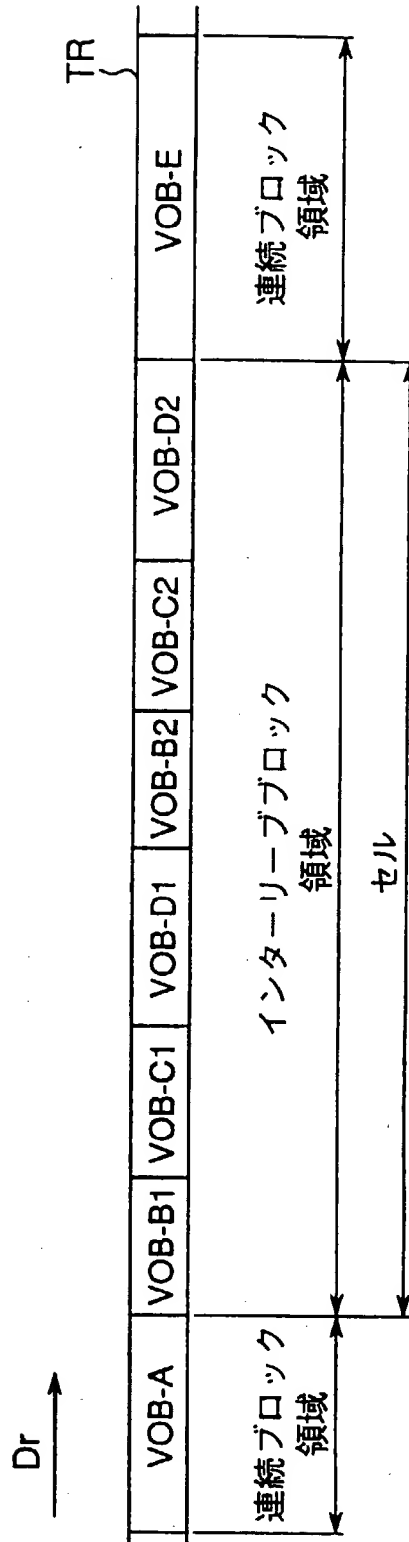 Dr
TR
VOB-A
VOB-B1
VOB-C1
VOB-D1
VOB-B2
VOB-C2
VOB-D2
VOB-E
連続ブロック
領域
インターリーブブロック
領域
連続ブロック
領域
セル